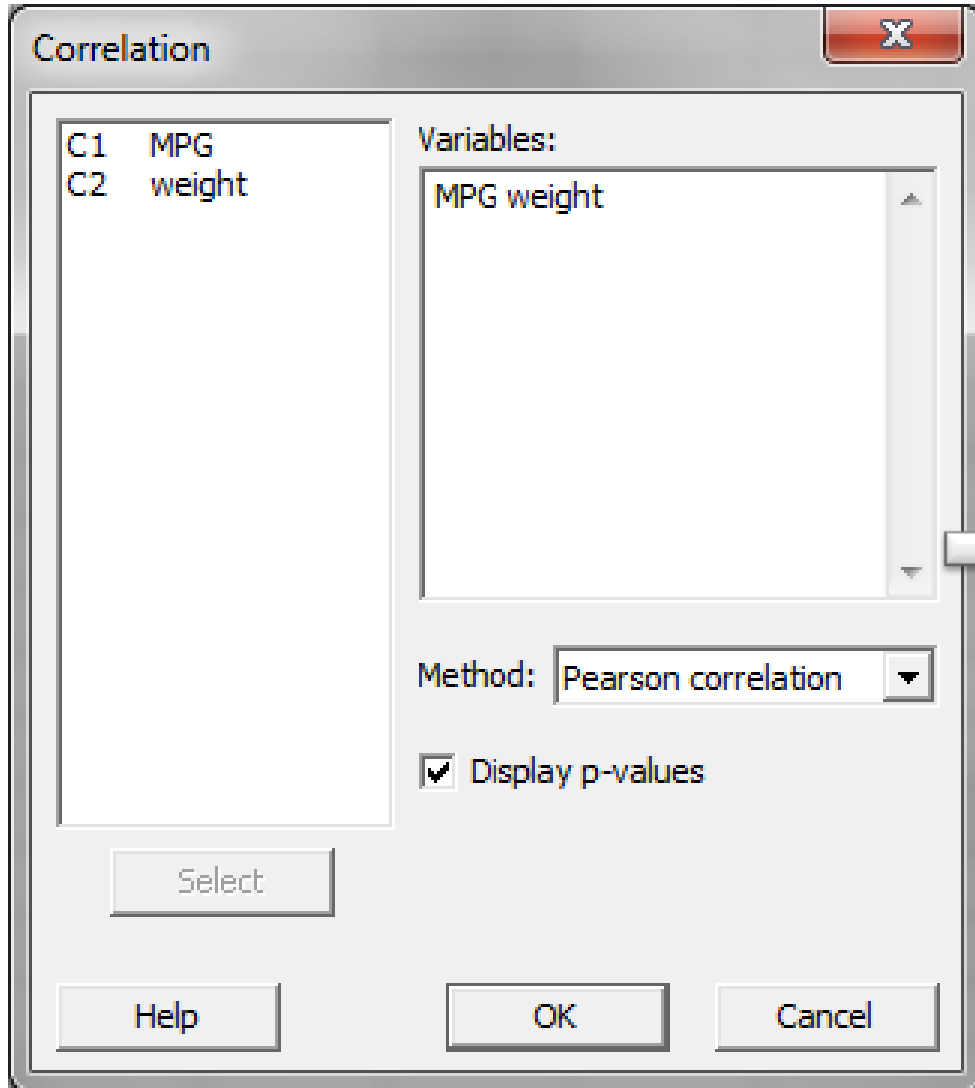 Correlation
C1 MPG
C2 weight
Variables:
MPG weight
Method: Pearson correlation
Display p-values
Select
Help OK Cancel